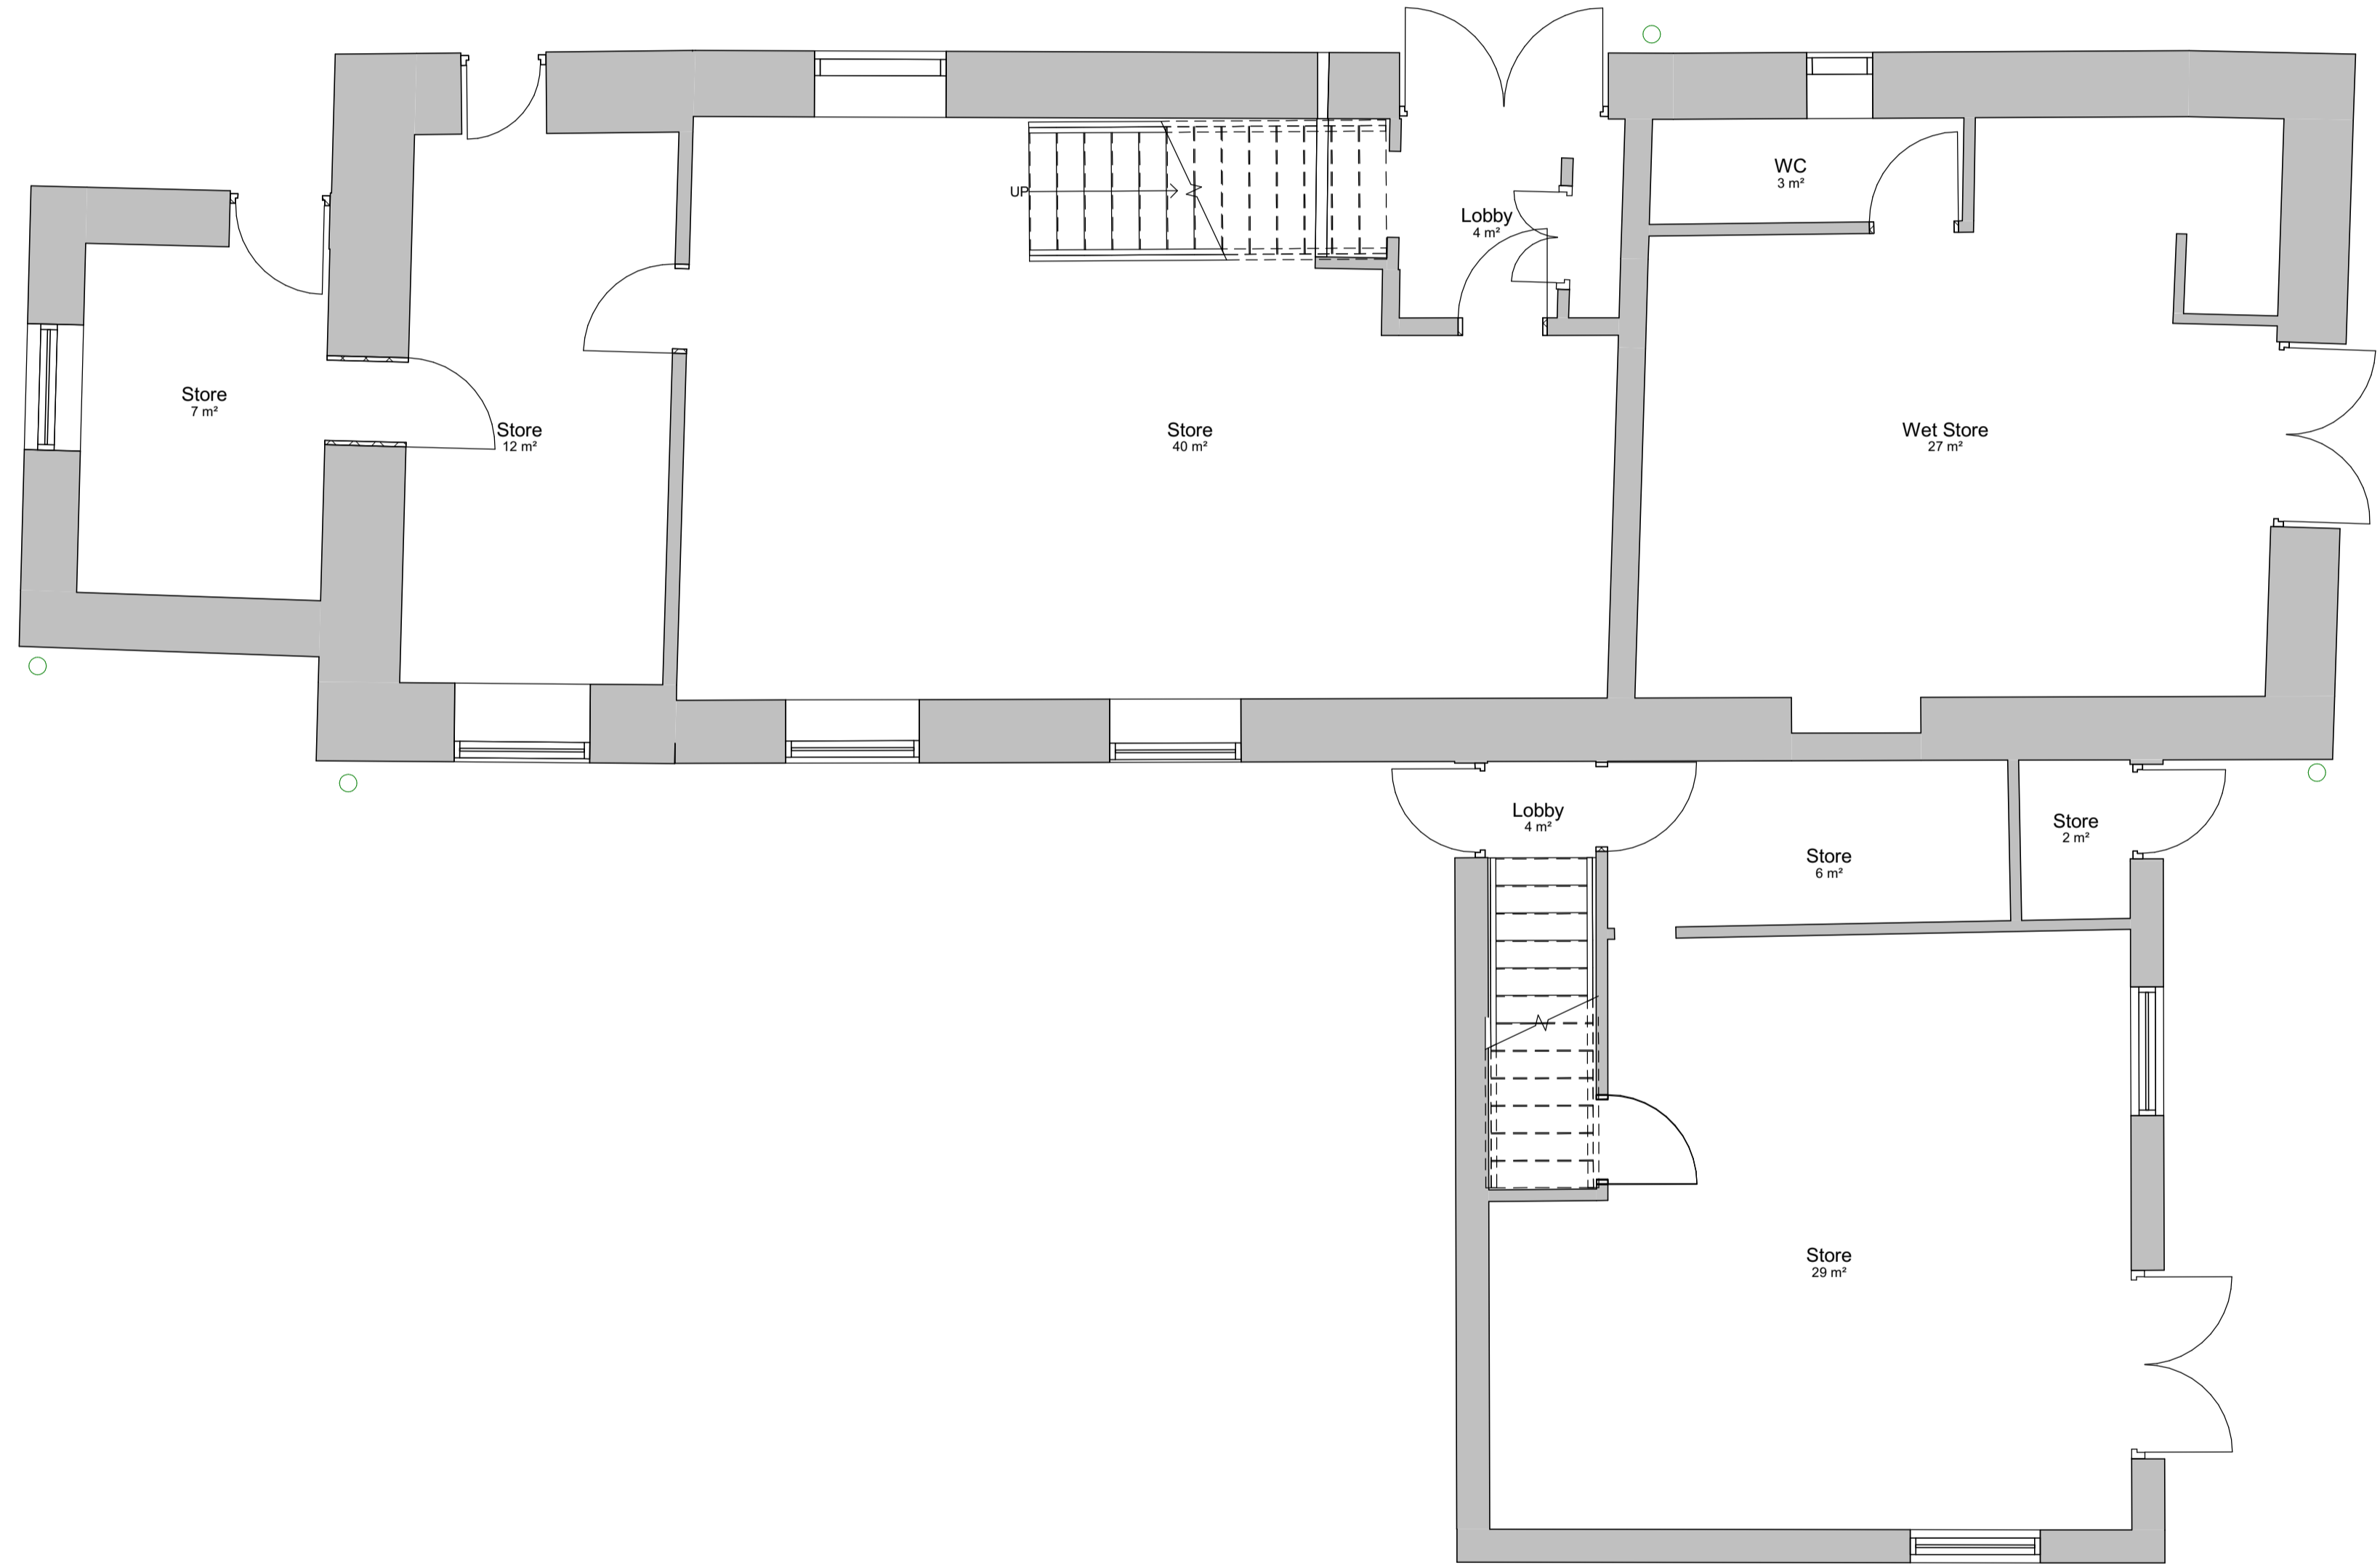 UP
WC
3 m²
Lobby
4 m²
Store
7 m²
Store
12 m²
Store
40 m²
Wet Store
27 m²
Lobby
4 m²
Store
2 m²
Store
6 m²
Store
29 m²